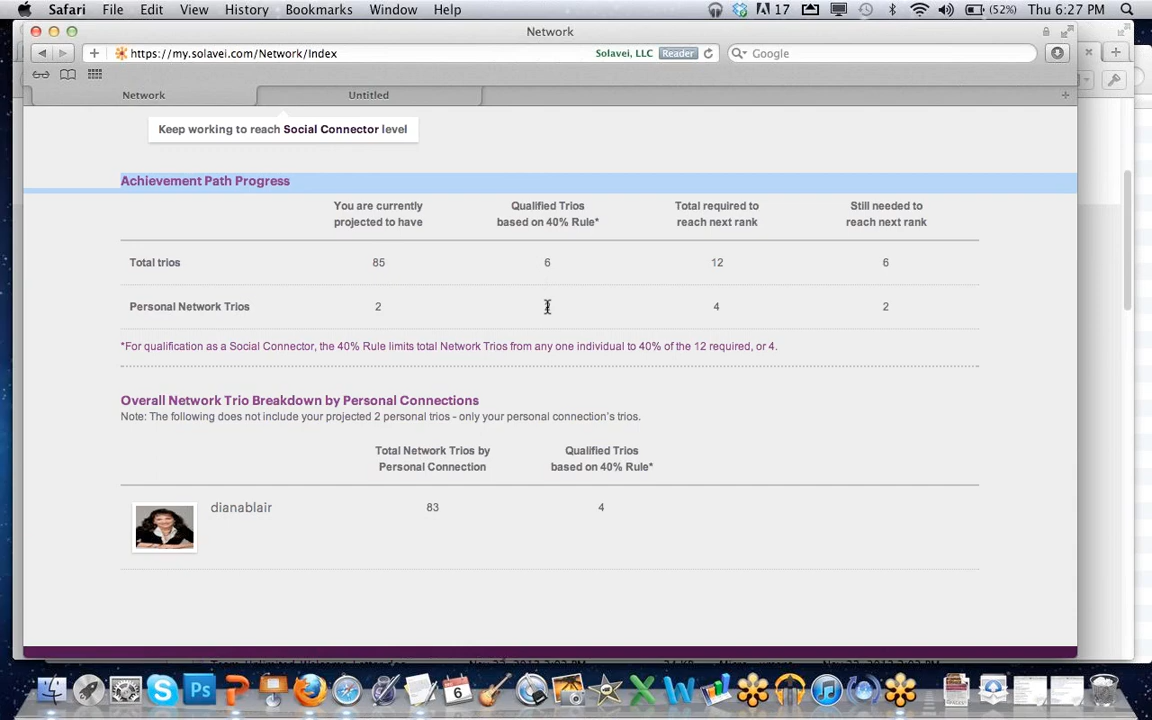 Safari File Edit View History Bookmarks Window Help 17 (52%) Thu 6:27 PM
Network
https://my.solavei.com/Network/Index Solavei, LLC Reader Google
Network Untitled
Keep working to reach Social Connector level
Achievement Path Progress
You are currently projected to have
Qualified Trios based on 40% Rule*
Total required to reach next rank
Still needed to reach next rank
Total trios 85 6 12 6
Personal Network Trios 2 4 2
*For qualification as a Social Connector, the 40% Rule limits total Network Trios from any one individual to 40% of the 12 required, or 4.
Overall Network Trio Breakdown by Personal Connections
Note: The following does not include your projected 2 personal trios - only your personal connection's trios.
Total Network Trios by Personal Connection
Qualified Trios based on 40% Rule*
dianablair 83 4
Ps
6